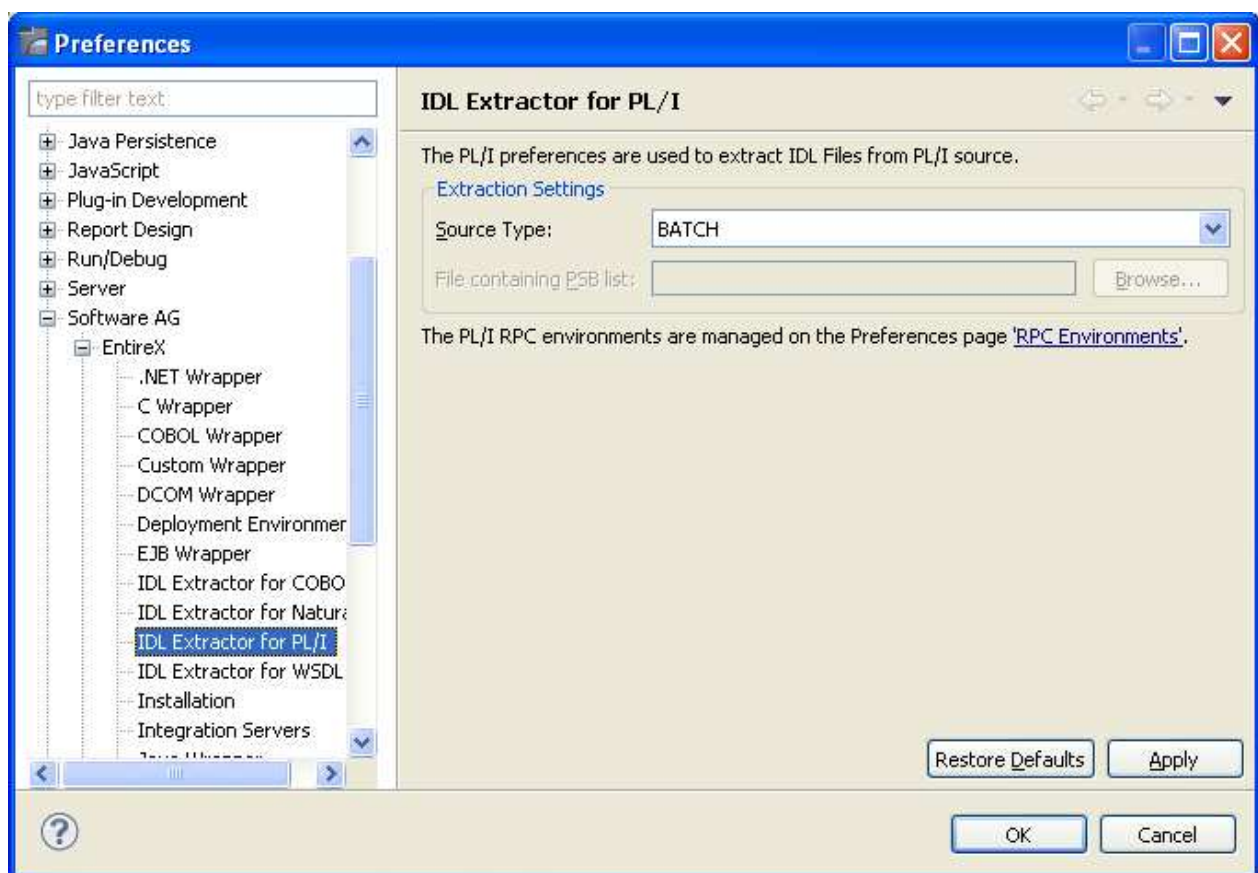 Preferences
type filter text
Java Persistence
JavaScript
Plug-in Development
Report Design
Run/Debug
Server
Software AG
EntireX
.NET Wrapper
C Wrapper
COBOL Wrapper
Custom Wrapper
DCOM Wrapper
Deployment Environmer
EJB Wrapper
IDL Extractor for COBO
IDL Extractor for Natur
IDL Extractor for PL/I
IDL Extractor for WSDL
Installation
Integration Servers
IDL Extractor for PL/I
The PL/I preferences are used to extract IDL Files from PL/I source.
Extraction Settings
Source Type: BATCH
File containing PSB list: Browse...
The PL/I RPC environments are managed on the Preferences page 'RPC Environments'.
Restore Defaults Apply
OK Cancel